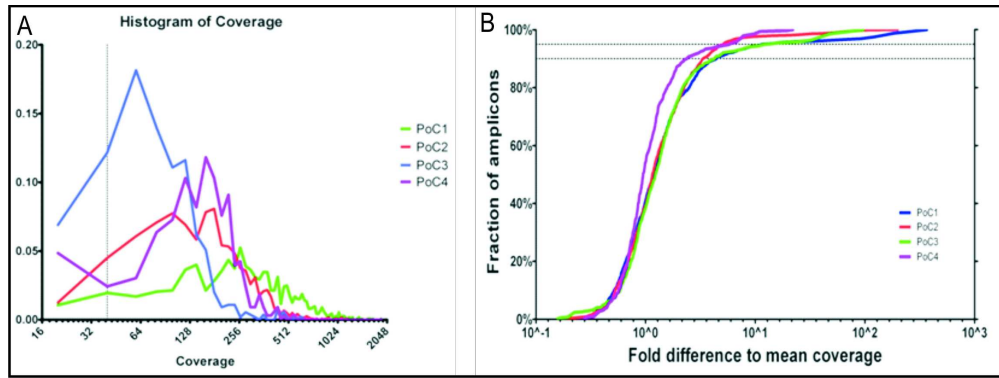 A
Histogram of Coverage
0.20
0.15
0.10
0.05
0.00
16 32 64 128 256 512 1024 2048
Coverage
PoC1
PoC2
PoC3
PoC4
B
100%
80%
60%
40%
20%
0%
Fraction of amplicons
10^-1 10^0 10^1 10^2 10^3
Fold difference to mean coverage
PoC1
PoC2
PoC3
PoC4